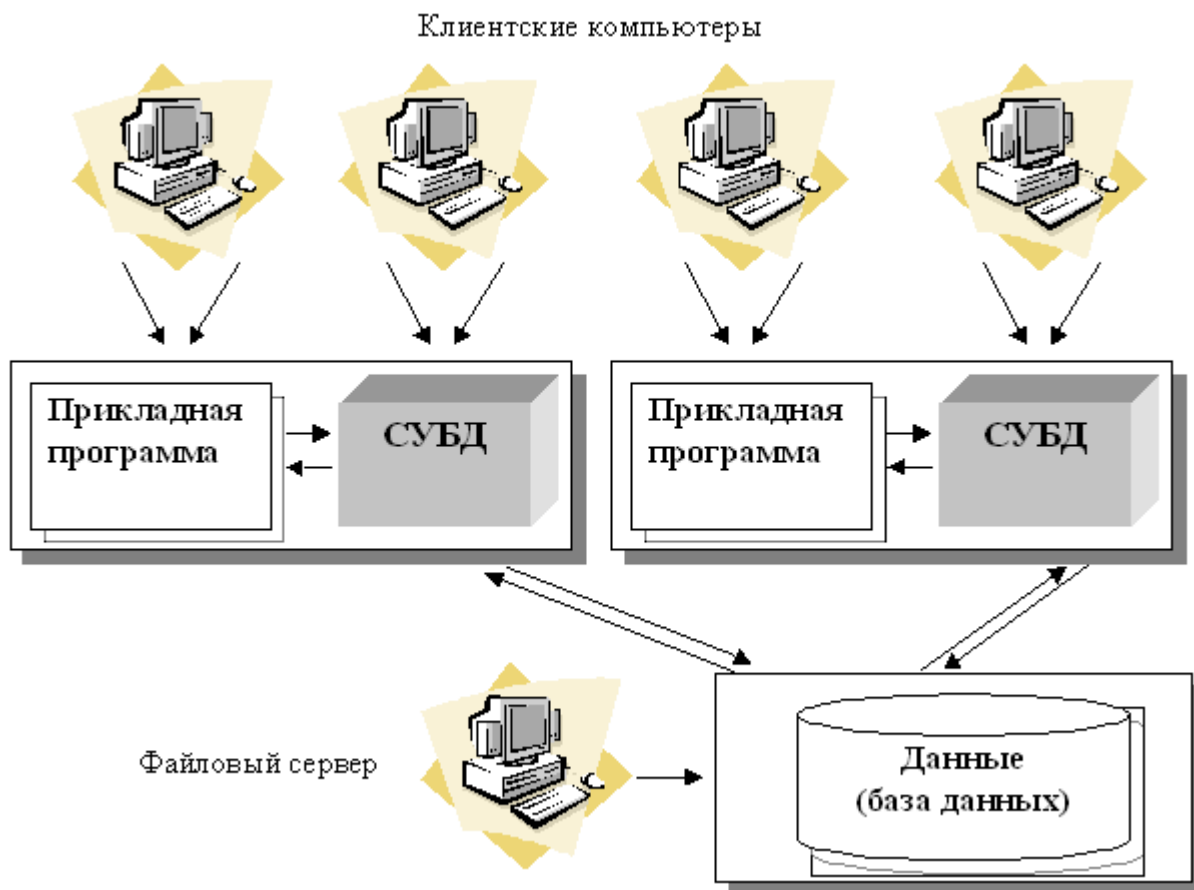 Клиентские компьютеры
Прикладная
программа
СУБД
Прикладная
программа
СУБД
Файловый сервер
Данные
(база данных)